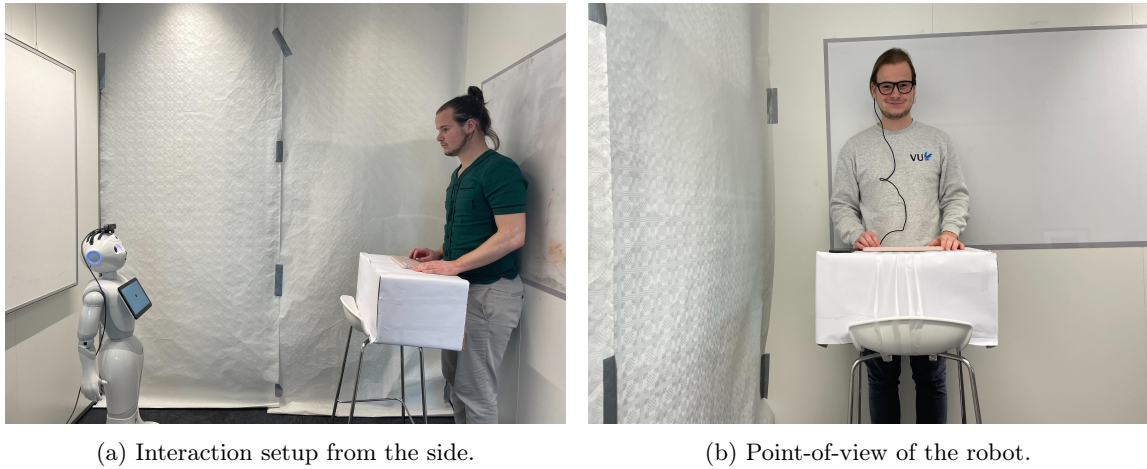 VU
(a) Interaction setup from the side.
(b) Point-of-view of the robot.